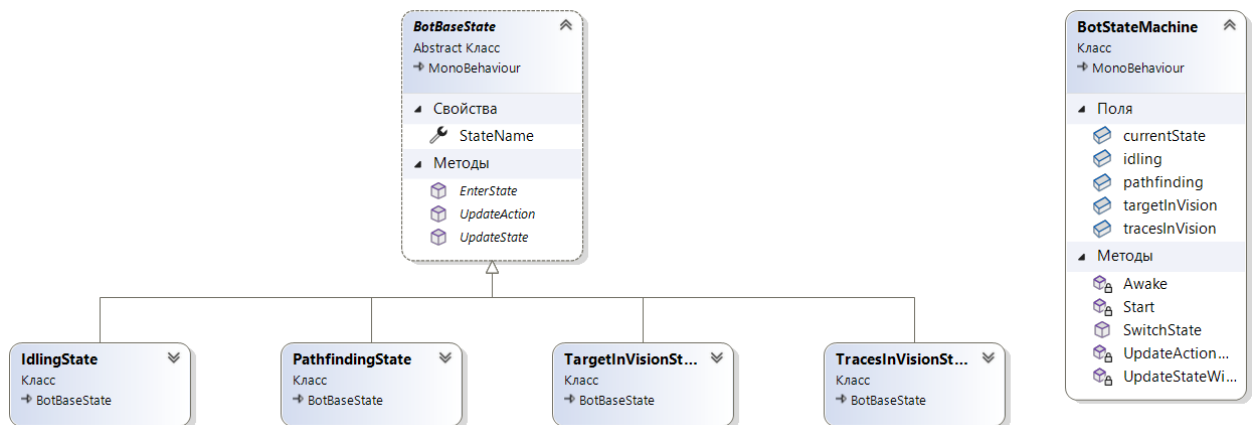 BotBaseState
Abstract Класс
MonoBehaviour
Свойства
StateName
Методы
EnterState
UpdateAction
UpdateState
BotStateMachine
Класс
MonoBehaviour
Поля
currentState
idling
pathfinding
targetInVision
tracesInVision
Методы
Awake
Start
SwitchState
UpdateAction...
UpdateStateWi...
IdlingState
Класс
BotBaseState
PathfindingState
Класс
BotBaseState
TargetInVisionSt...
Класс
BotBaseState
TracesInVisionSt...
Класс
BotBaseState